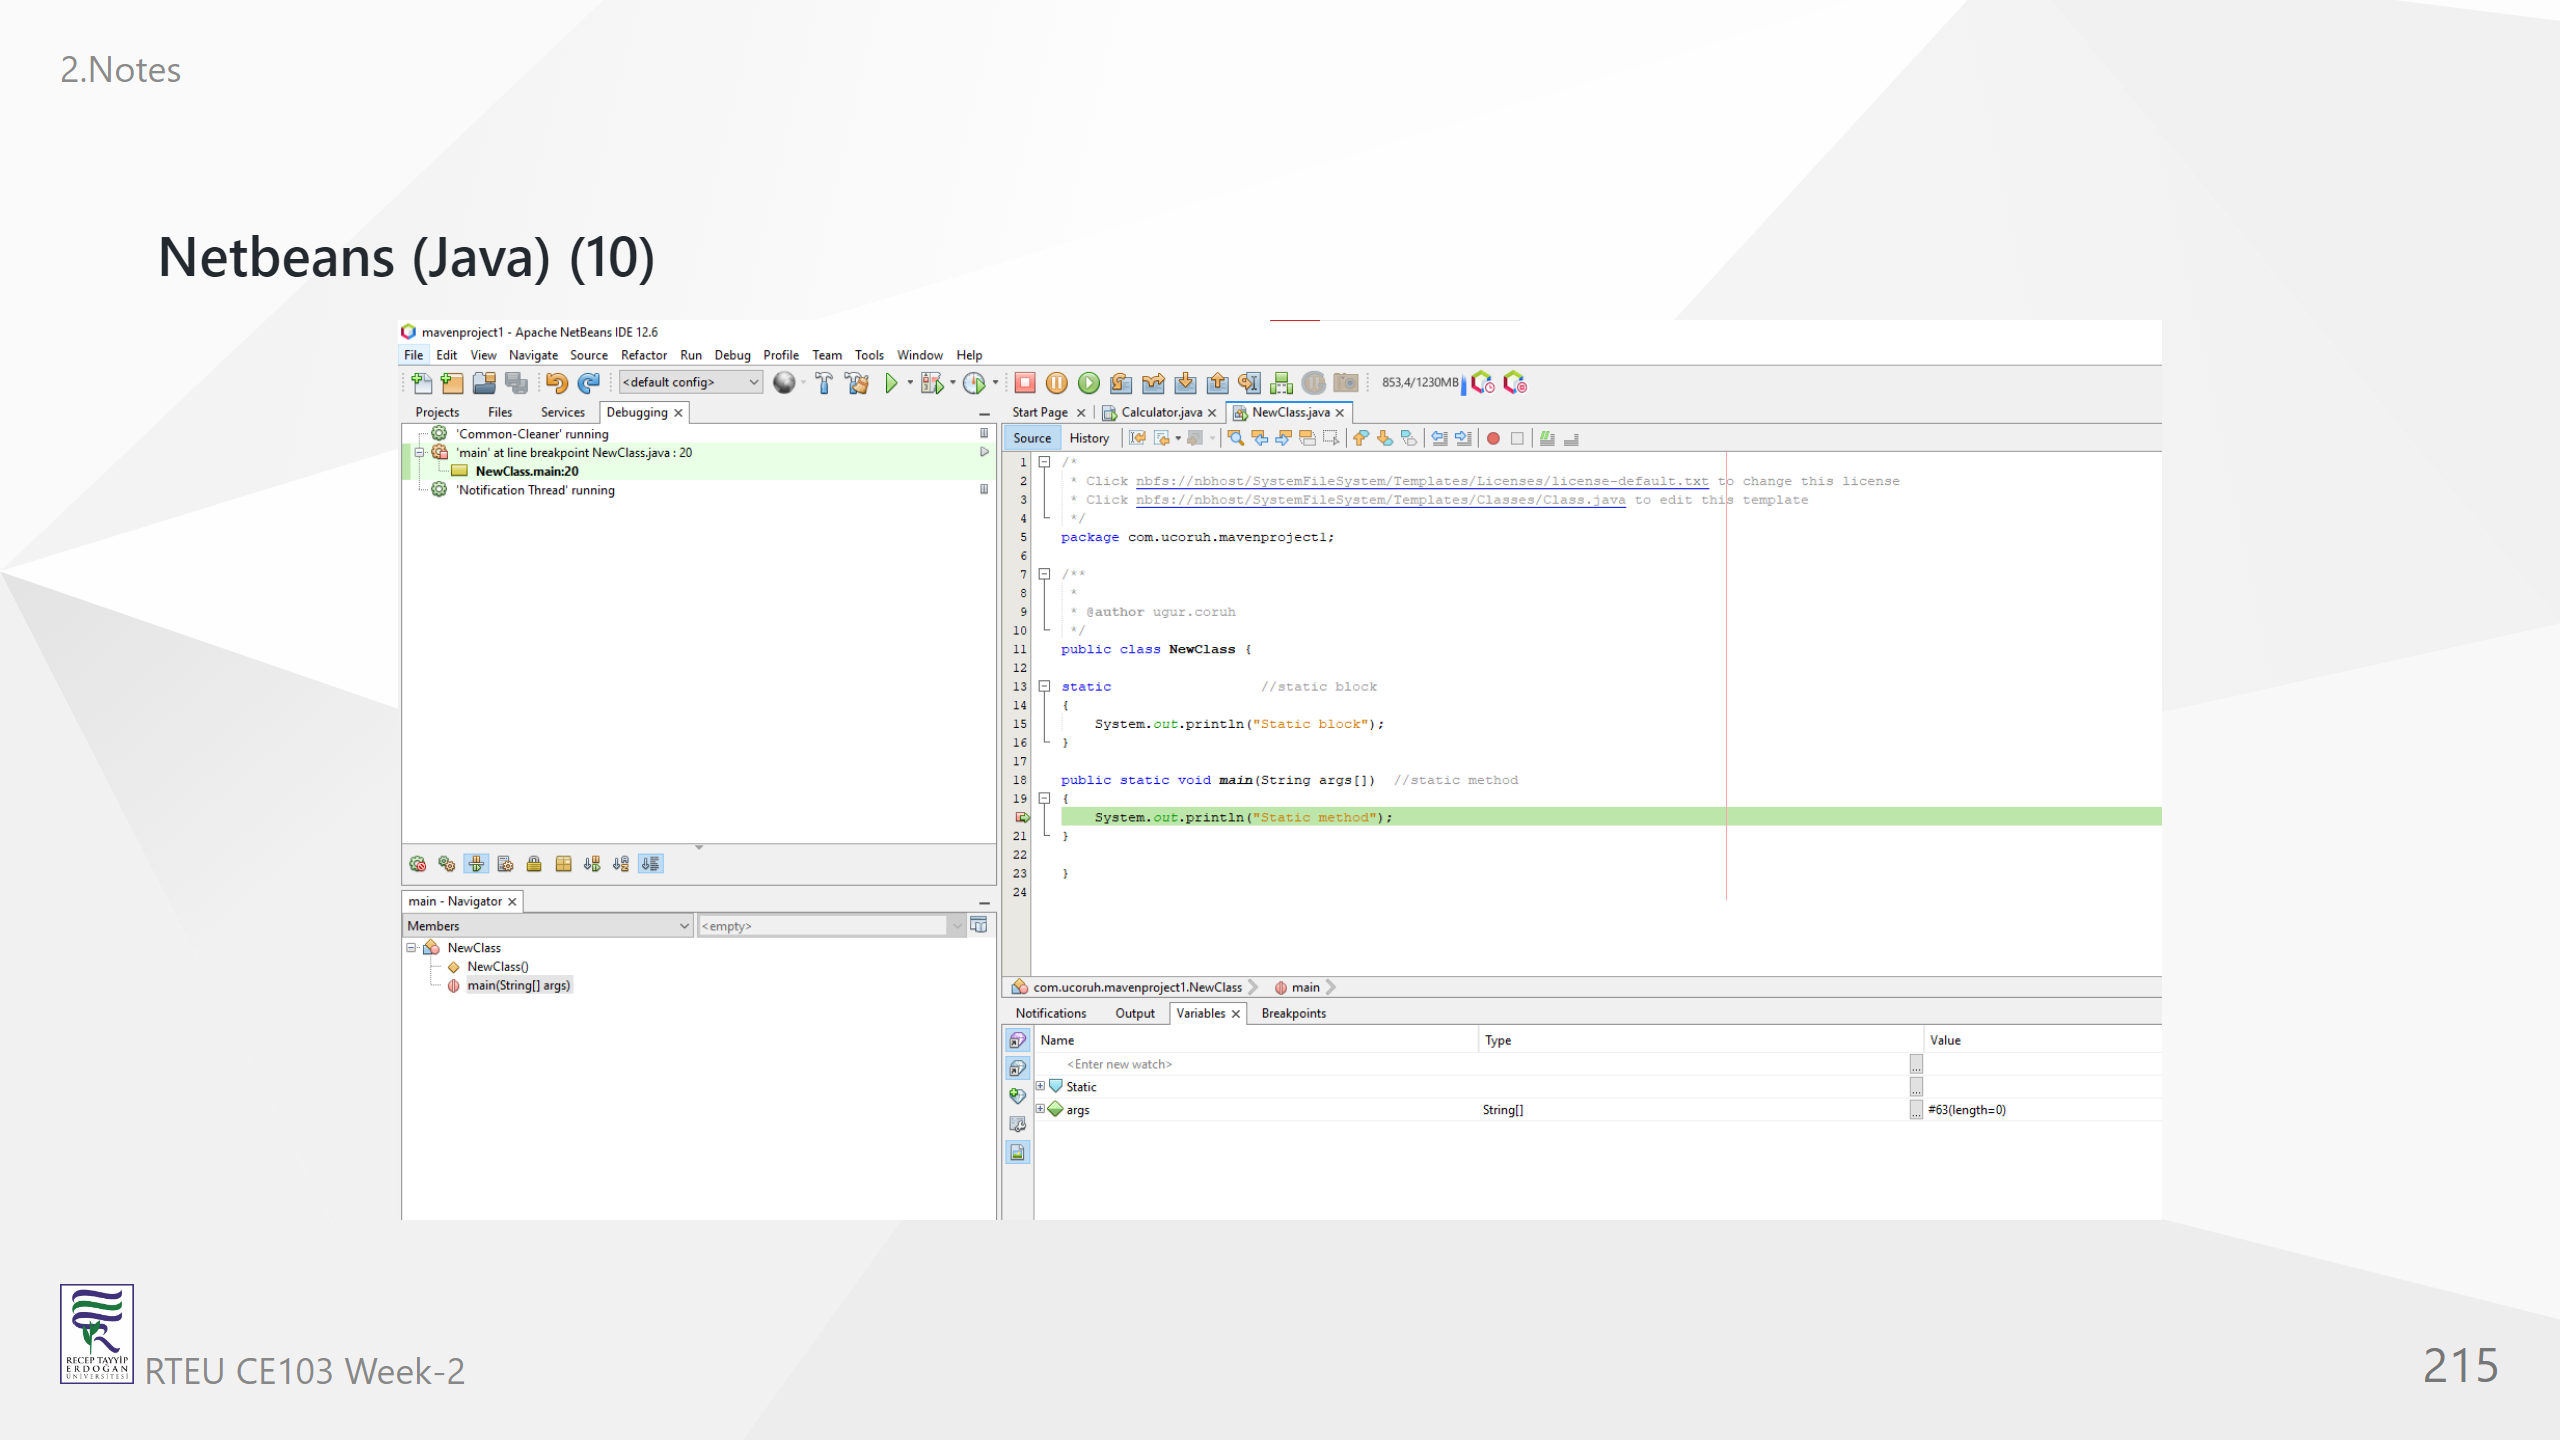 2.Notes
Netbeans (Java) (10)
mavenproject1 - Apache NetBeans IDE 12.6
File Edit View Navigate Source Refactor Run Debug Profile Team Tools Window Help
<default config> 853,4/1230MB
Projects Files Services Debugging
'Common-Cleaner' running
'main' at line breakpoint NewClass.java : 20
NewClass.main:20
'Notification Thread' running
main - Navigator
Members <empty>
NewClass
NewClass()
main(String[] args)
Start Page Calculator.java NewClass.java
Source History
1 /*
2 * Click nbfs://nbhost/SystemFileSystem/Templates/Licenses/license-default.txt to change this license
3 * Click nbfs://nbhost/SystemFileSystem/Templates/Classes/Class.java to edit this template
4 */
5 package com.ucoruh.mavenproject1;
6
7 /**
8 *
9 * @author ugur.coruh
10 */
11 public class NewClass {
12
13 static //static block
14 {
15 System.out.println("Static block");
16 }
17
18 public static void main(String args[]) //static method
19 {
System.out.println("Static method");
21 }
22
23 }
24
com.ucoruh.mavenproject1.NewClass main
Notifications Output Variables Breakpoints
Name Type Value
<Enter new watch> ...
Static ...
args String[] ... #63(length=0)
RECEP TAYYİP
ERDOĞAN
ÜNİVERSİTESİ
RTEU CE103 Week-2
215